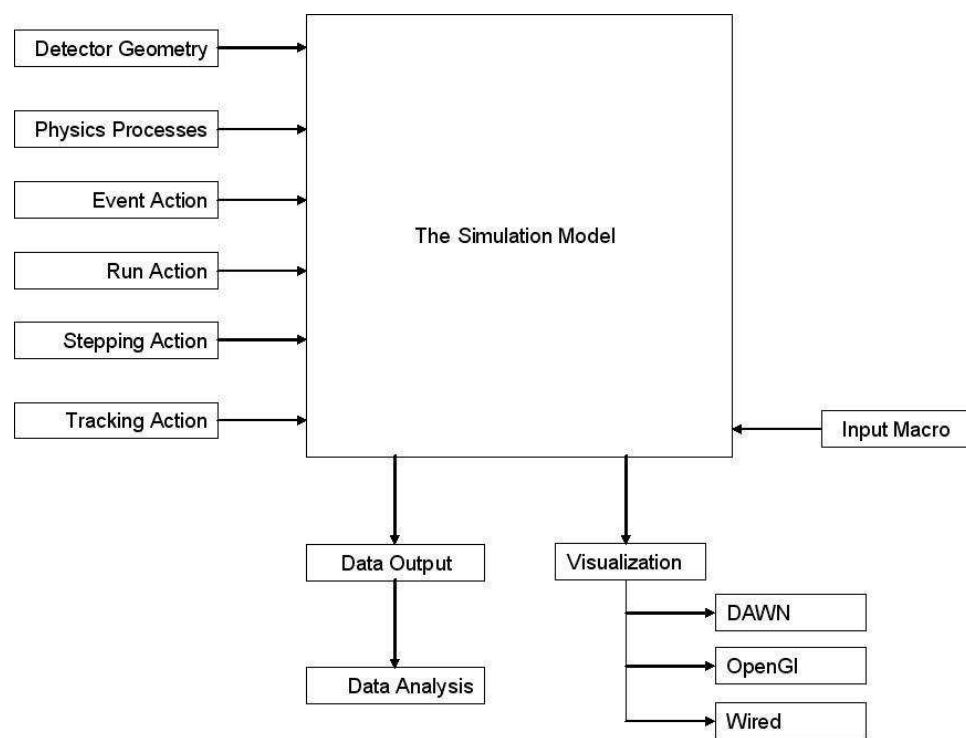 Detector Geometry
Physics Processes
Event Action
The Simulation Model
Run Action
Stepping Action
Tracking Action
Input Macro
Data Output
Visualization
DAWN
OpenGl
Data Analysis
Wired